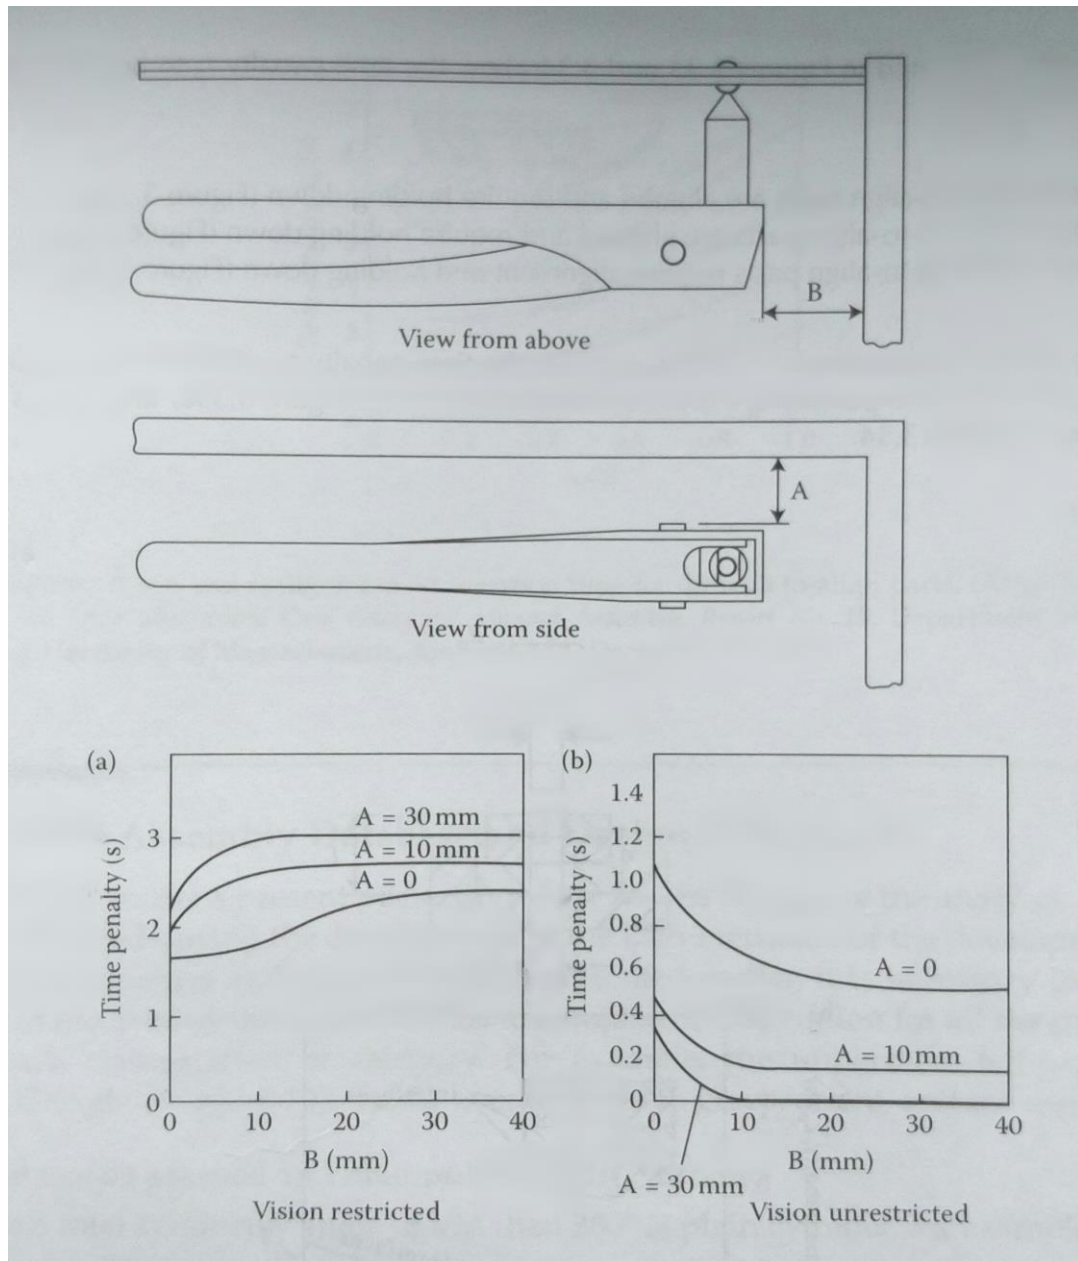 B
View from above
A
View from side
(a)
Time penalty (s)
3
2
1
0
A = 30 mm
A = 10 mm
A = 0
0 10 20 30 40
B (mm)
Vision restricted
(b)
Time penalty (s)
1.4
1.2
1.0
0.8
0.6
0.4
0.2
0
A = 0
A = 10 mm
0 10 20 30 40
B (mm)
A = 30 mm
Vision unrestricted